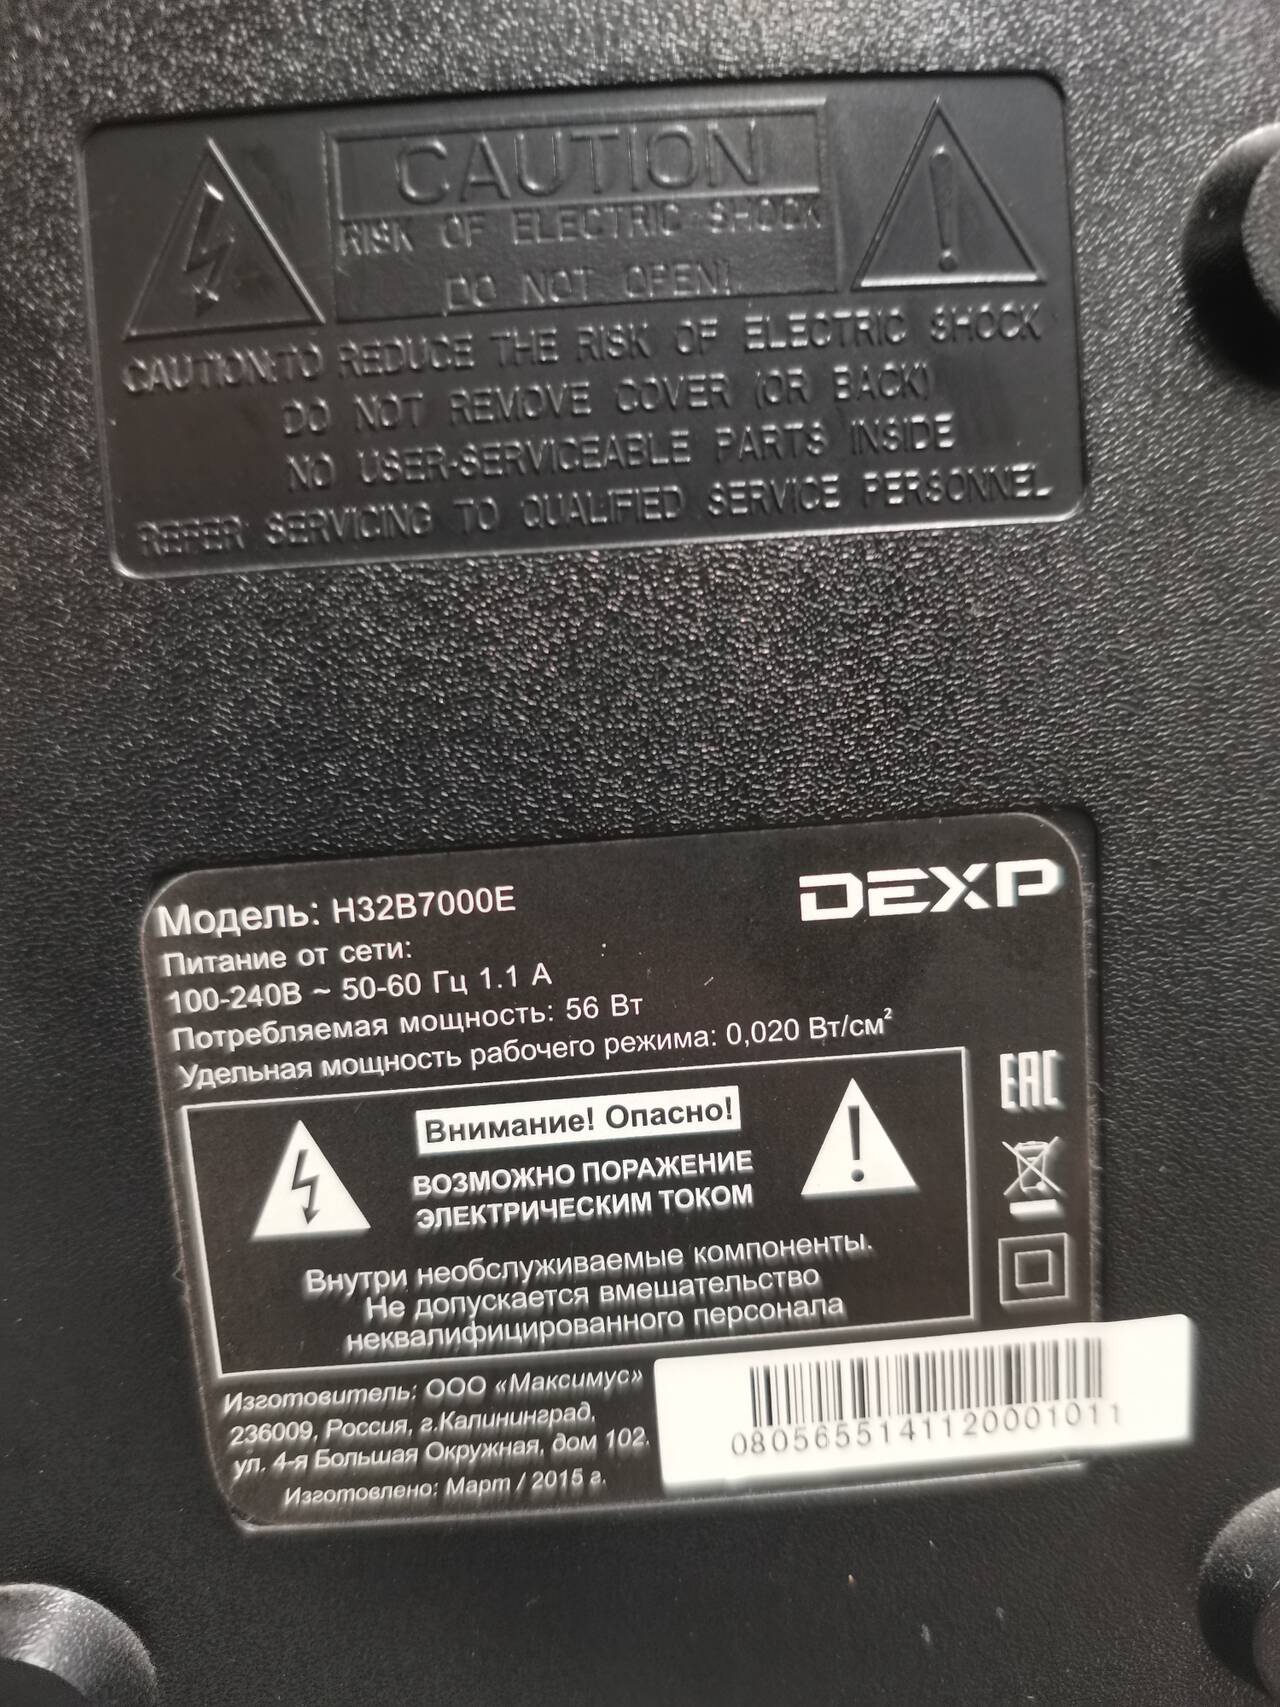 CAUTION
RISK OF ELECTRIC SHOCK
DO NOT OPEN!
CAUTION:TO REDUCE THE RISK OF ELECTRIC SHOCK
DO NOT REMOVE COVER (OR BACK)
NO USER-SERVICEABLE PARTS INSIDE
REFER SERVICING TO QUALIFIED SERVICE PERSONNEL
Модель: H32B7000E
DEXP
Питание от сети:
100-240В ~ 50-60 Гц 1.1 А
Потребляемая мощность: 56 Вт
Удельная мощность рабочего режима: 0,020 Вт/см²
EAC
Внимание! Опасно!
ВОЗМОЖНО ПОРАЖЕНИЕ
ЭЛЕКТРИЧЕСКИМ ТОКОМ
Внутри необслуживаемые компоненты.
Не допускается вмешательство
неквалифицированного персонала
Изготовитель: ООО «Максимус»
236009, Россия, г.Калининград,
ул. 4-я Большая Окружная, дом 102.
Изготовлено: Март / 2015 г.
0805655141120001011